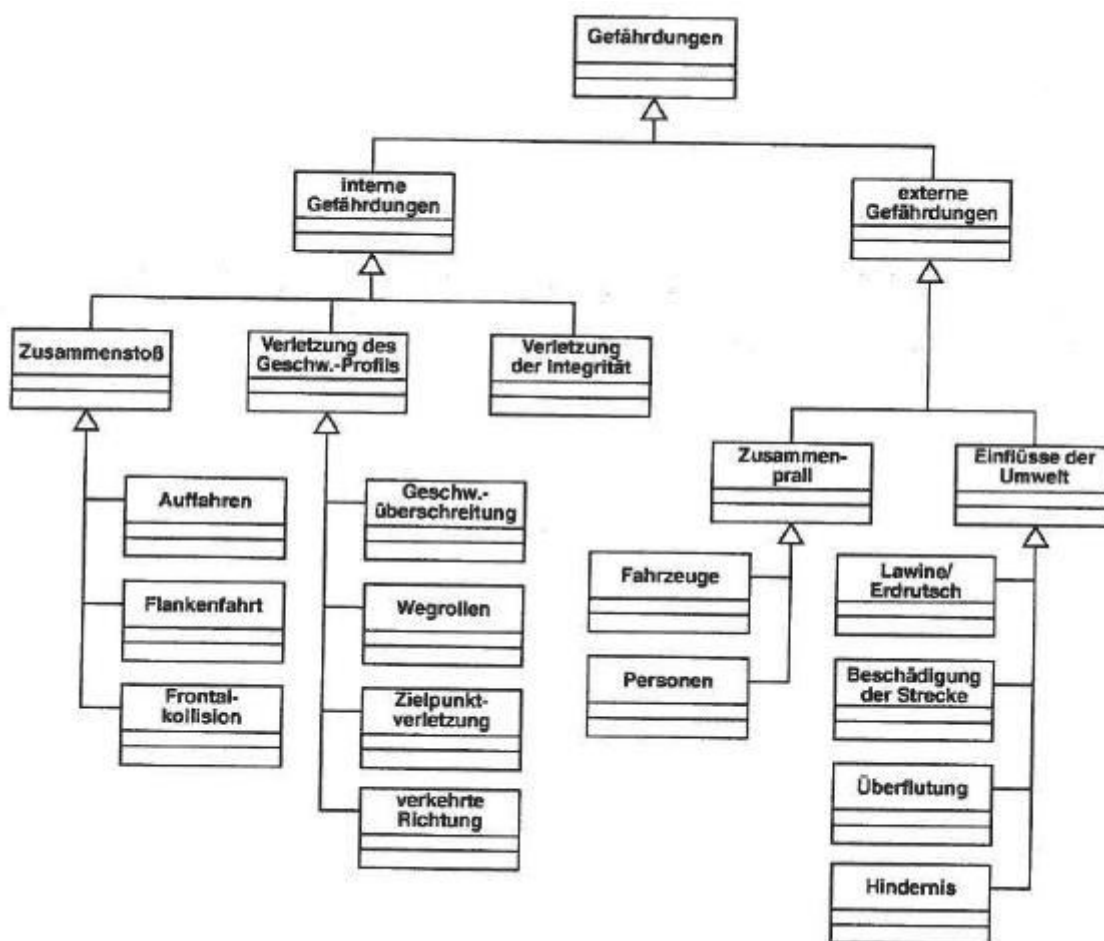 Gefährdungen
interne
Gefährdungen
externe
Gefährdungen
Zusammenstoß
Verletzung des
Geschw.-Profils
Verletzung
der Integrität
Zusammen-
prall
Einflüsse der
Umwelt
Auffahren
Flankenfahrt
Frontal-
kollision
Geschw.-
überschreitung
Wegrollen
Zielpunkt-
verletzung
verkehrte
Richtung
Fahrzeuge
Personen
Lawine/
Erdrutsch
Beschädigung
der Strecke
Überflutung
Hindernis